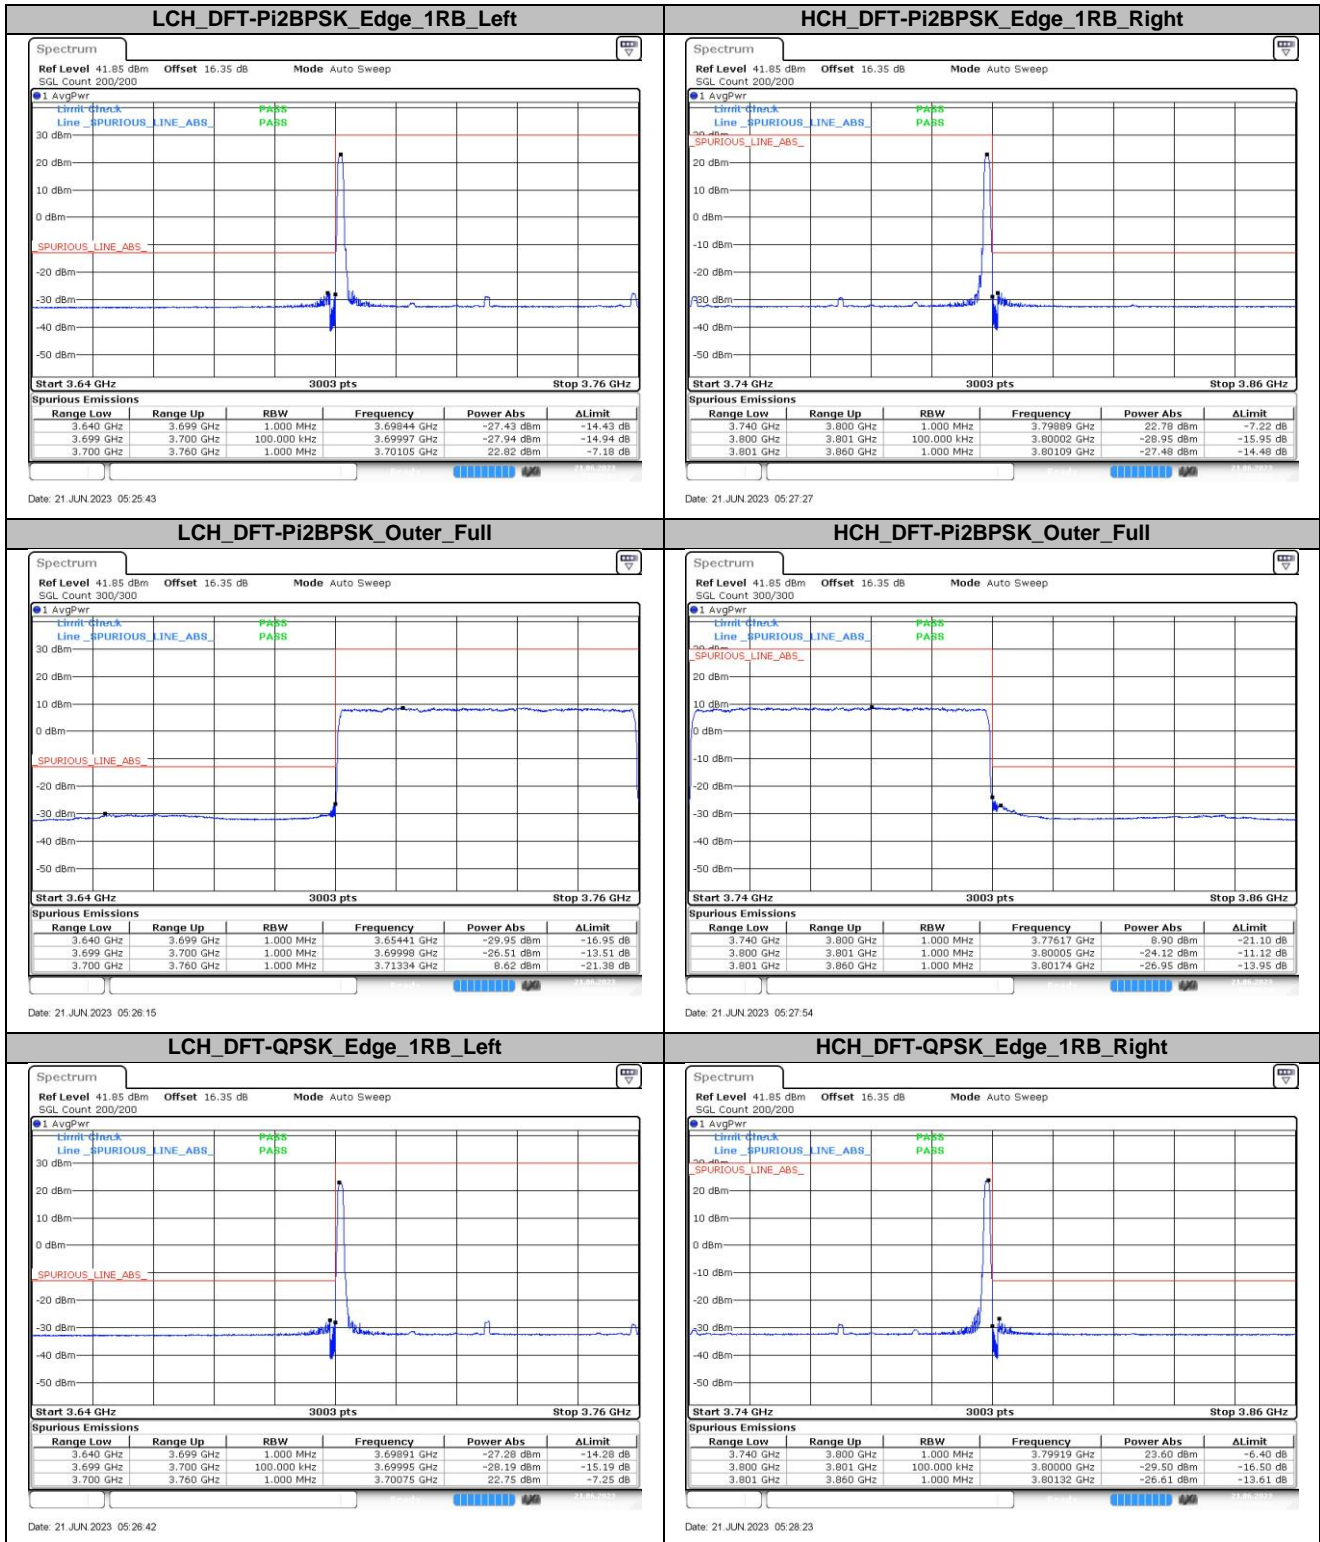 LCH_DFT-Pi2BPSK_Edge_1RB_Left
Spectrum
Ref Level 41.85 dBm Offset 16.35 dB Mode Auto Sweep
SGL Count 200/200
1 AvgPwr
Limit Check PASS
Line _SPURIOUS_LINE_ABS_ PASS
30 dBm
20 dBm
10 dBm
0 dBm
_SPURIOUS_LINE_ABS_
-20 dBm
-30 dBm
-40 dBm
-50 dBm
Start 3.64 GHz 3003 pts Stop 3.76 GHz
Spurious Emissions
Range Low Range Up RBW Frequency Power Abs ΔLimit
3.640 GHz 3.699 GHz 1.000 MHz 3.69844 GHz -27.43 dBm -14.43 dB
3.699 GHz 3.700 GHz 100.000 kHz 3.69997 GHz -27.94 dBm -14.94 dB
3.700 GHz 3.760 GHz 1.000 MHz 3.70105 GHz 22.82 dBm -7.18 dB
Date: 21.JUN.2023 05:25:43
HCH_DFT-Pi2BPSK_Edge_1RB_Right
Spectrum
Ref Level 41.85 dBm Offset 16.35 dB Mode Auto Sweep
SGL Count 200/200
1 AvgPwr
Limit Check PASS
Line _SPURIOUS_LINE_ABS_ PASS
30 dBm
_SPURIOUS_LINE_ABS_
20 dBm
10 dBm
0 dBm
-10 dBm
-20 dBm
-30 dBm
-40 dBm
-50 dBm
Start 3.74 GHz 3003 pts Stop 3.86 GHz
Spurious Emissions
Range Low Range Up RBW Frequency Power Abs ΔLimit
3.740 GHz 3.800 GHz 1.000 MHz 3.79889 GHz 22.78 dBm -7.22 dB
3.800 GHz 3.801 GHz 100.000 kHz 3.80002 GHz -28.95 dBm -15.95 dB
3.801 GHz 3.860 GHz 1.000 MHz 3.80109 GHz -27.48 dBm -14.48 dB
Date: 21.JUN.2023 05:27:27
LCH_DFT-Pi2BPSK_Outer_Full
Spectrum
Ref Level 41.85 dBm Offset 16.35 dB Mode Auto Sweep
SGL Count 300/300
1 AvgPwr
Limit Check PASS
Line _SPURIOUS_LINE_ABS_ PASS
30 dBm
20 dBm
10 dBm
0 dBm
_SPURIOUS_LINE_ABS_
-20 dBm
-30 dBm
-40 dBm
-50 dBm
Start 3.64 GHz 3003 pts Stop 3.76 GHz
Spurious Emissions
Range Low Range Up RBW Frequency Power Abs ΔLimit
3.640 GHz 3.699 GHz 1.000 MHz 3.65441 GHz -29.95 dBm -16.95 dB
3.699 GHz 3.700 GHz 1.000 MHz 3.69998 GHz -26.51 dBm -13.51 dB
3.700 GHz 3.760 GHz 1.000 MHz 3.71334 GHz 8.62 dBm -21.38 dB
Date: 21.JUN.2023 05:26:15
HCH_DFT-Pi2BPSK_Outer_Full
Spectrum
Ref Level 41.85 dBm Offset 16.35 dB Mode Auto Sweep
SGL Count 300/300
1 AvgPwr
Limit Check PASS
Line _SPURIOUS_LINE_ABS_ PASS
30 dBm
_SPURIOUS_LINE_ABS_
20 dBm
10 dBm
0 dBm
-10 dBm
-20 dBm
-30 dBm
-40 dBm
-50 dBm
Start 3.74 GHz 3003 pts Stop 3.86 GHz
Spurious Emissions
Range Low Range Up RBW Frequency Power Abs ΔLimit
3.740 GHz 3.800 GHz 1.000 MHz 3.77617 GHz 8.90 dBm -21.10 dB
3.800 GHz 3.801 GHz 1.000 MHz 3.80005 GHz -24.12 dBm -11.12 dB
3.801 GHz 3.860 GHz 1.000 MHz 3.80174 GHz -26.95 dBm -13.95 dB
Date: 21.JUN.2023 05:27:54
LCH_DFT-QPSK_Edge_1RB_Left
Spectrum
Ref Level 41.85 dBm Offset 16.35 dB Mode Auto Sweep
SGL Count 200/200
1 AvgPwr
Limit Check PASS
Line _SPURIOUS_LINE_ABS_ PASS
30 dBm
20 dBm
10 dBm
0 dBm
_SPURIOUS_LINE_ABS_
-20 dBm
-30 dBm
-40 dBm
-50 dBm
Start 3.64 GHz 3003 pts Stop 3.76 GHz
Spurious Emissions
Range Low Range Up RBW Frequency Power Abs ΔLimit
3.640 GHz 3.699 GHz 1.000 MHz 3.69891 GHz -27.28 dBm -14.28 dB
3.699 GHz 3.700 GHz 100.000 kHz 3.69995 GHz -28.19 dBm -15.19 dB
3.700 GHz 3.760 GHz 1.000 MHz 3.70075 GHz 22.75 dBm -7.25 dB
Date: 21.JUN.2023 05:26:42
HCH_DFT-QPSK_Edge_1RB_Right
Spectrum
Ref Level 41.85 dBm Offset 16.35 dB Mode Auto Sweep
SGL Count 200/200
1 AvgPwr
Limit Check PASS
Line _SPURIOUS_LINE_ABS_ PASS
30 dBm
_SPURIOUS_LINE_ABS_
20 dBm
10 dBm
0 dBm
-10 dBm
-20 dBm
-30 dBm
-40 dBm
-50 dBm
Start 3.74 GHz 3003 pts Stop 3.86 GHz
Spurious Emissions
Range Low Range Up RBW Frequency Power Abs ΔLimit
3.740 GHz 3.800 GHz 1.000 MHz 3.79919 GHz 23.60 dBm -6.40 dB
3.800 GHz 3.801 GHz 100.000 kHz 3.80000 GHz -29.50 dBm -16.50 dB
3.801 GHz 3.860 GHz 1.000 MHz 3.80132 GHz -26.61 dBm -13.61 dB
Date: 21.JUN.2023 05:28:23